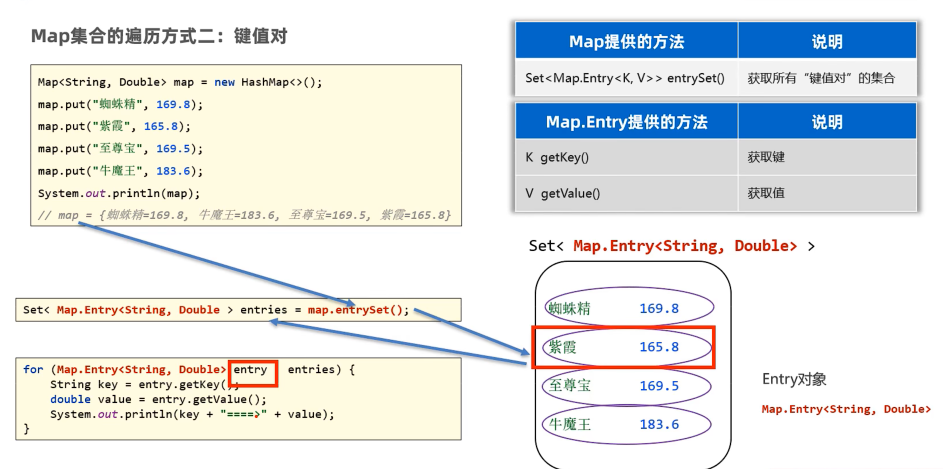 Map集合的遍历方式二：键值对
Map<String, Double> map = new HashMap<>();
map.put("蜘蛛精", 169.8);
map.put("紫霞", 165.8);
map.put("至尊宝", 169.5);
map.put("牛魔王", 183.6);
System.out.println(map);
// map = {蜘蛛精=169.8, 牛魔王=183.6, 至尊宝=169.5, 紫霞=165.8}
Set< Map.Entry<String, Double > entries = map.entrySet();
for (Map.Entry<String, Double> entry entries) {
String key = entry.getKey();
double value = entry.getValue();
System.out.println(key + "====>" + value);
}
Map提供的方法 说明
Set<Map.Entry<K, V>> entrySet() 获取所有“键值对”的集合
Map.Entry提供的方法 说明
K getKey() 获取键
V getValue() 获取值
Set< Map.Entry<String, Double> >
蜘蛛精 169.8
紫霞 165.8
至尊宝 169.5
牛魔王 183.6
Entry对象
Map.Entry<String, Double>